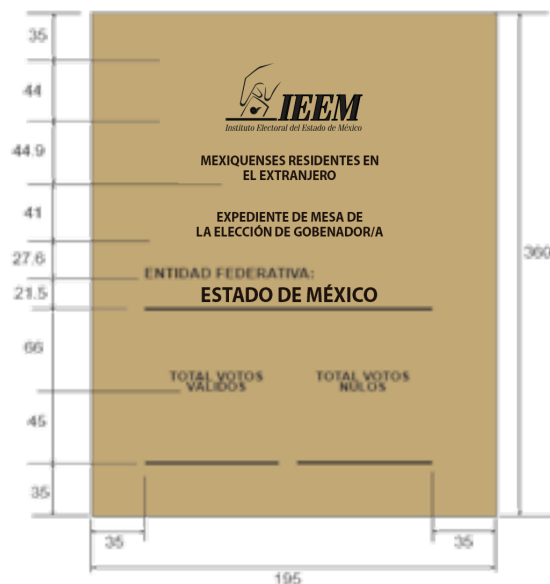 35
44
IEEM
Instituto Electoral del Estado de México
44.9
MEXIQUENSES RESIDENTES EN
EL EXTRANJERO
41
EXPEDIENTE DE MESA DE
LA ELECCIÓN DE GOBENADOR/A
27.6
360
ENTIDAD FEDERATIVA:
21.5
ESTADO DE MÉXICO
66
TOTAL VOTOS
VÁLIDOS
TOTAL VOTOS
NULOS
45
35
35
35
195